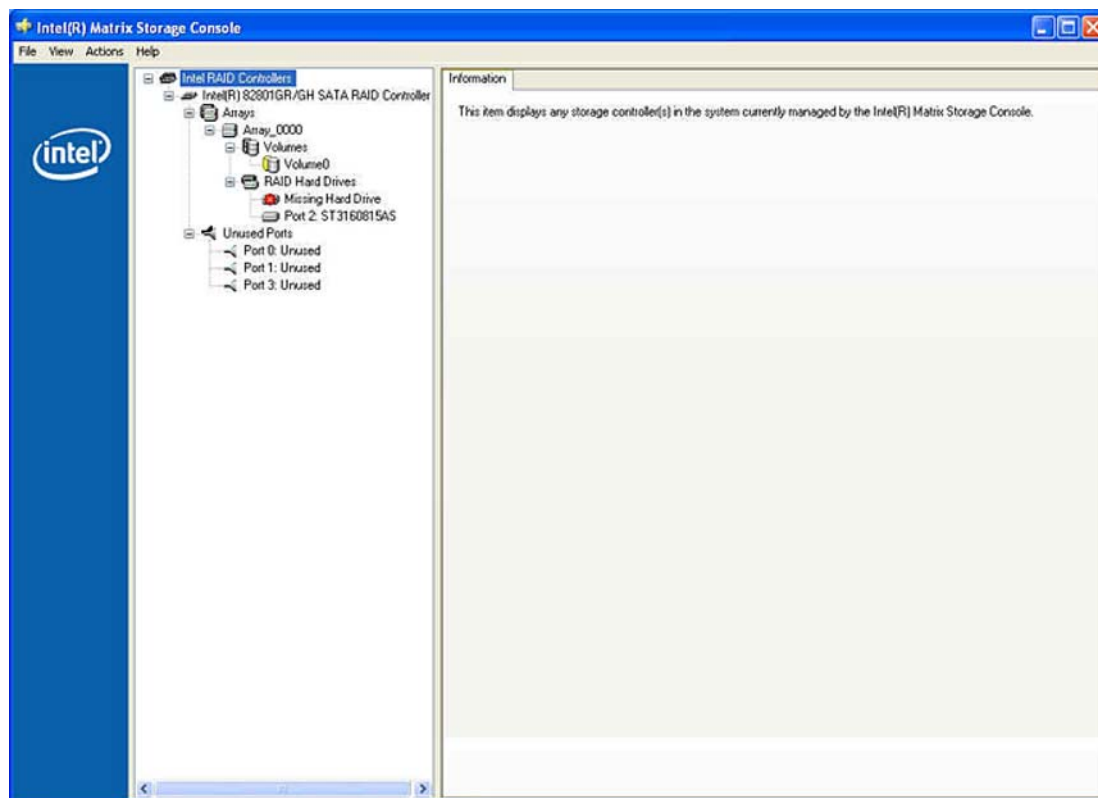 Intel(R) Matrix Storage Console
File View Actions Help
intel
Intel RAID Controllers
Intel(R) 82801GR/GH SATA RAID Controller
Arrays
Array_0000
Volumes
Volume0
RAID Hard Drives
Missing Hard Drive
Port 2: ST3160815AS
Unused Ports
Port 0: Unused
Port 1: Unused
Port 3: Unused
Information
This item displays any storage controller(s) in the system currently managed by the Intel(R) Matrix Storage Console.